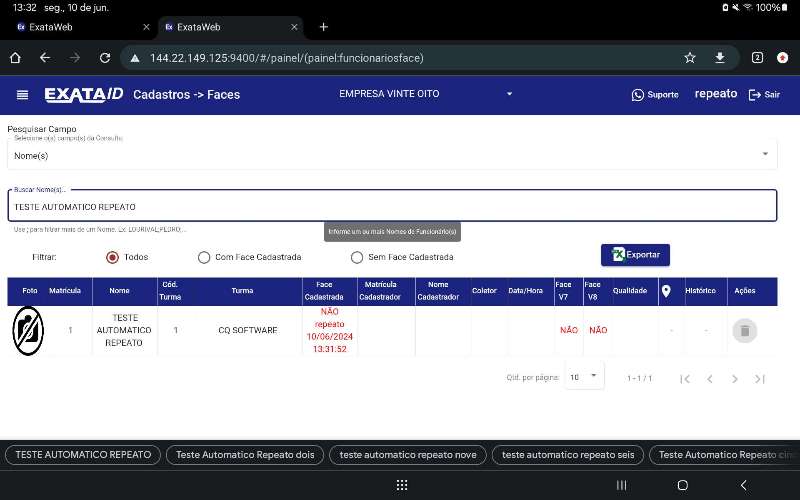 13:32 seg., 10 de jun. 100%
ExataWeb ExataWeb
144.22.149.125:9400/#/painel/(painel:funcionariosface) 2
EXATA ID Cadastros -> Faces EMPRESA VINTE OITO Suporte repeato Sair
Pesquisar Campo
Selecione o(s) campo(s) da Consulta
Nome(s)
Buscar Nome(s)...
TESTE AUTOMATICO REPEATO
Use ; para filtrar mais de um Nome. Ex: LOURIVAL;PEDRO;...
Informe um ou mais Nomes de Funcionário(s)
Filtrar: Todos Com Face Cadastrada Sem Face Cadastrada Exportar
Foto Matrícula Nome Cód. Turma Turma Face Cadastrada Matrícula Cadastrador Nome Cadastrador Coletor Data/Hora Face V7 Face V8 Qualidade Histórico Ações
1 TESTE AUTOMATICO REPEATO 1 CQ SOFTWARE NÃO repeato 10/06/2024 13:31:52 NÃO NÃO - -
Qtd. por página: 10 1 - 1 / 1
TESTE AUTOMATICO REPEATO Teste Automatico Repeato dois teste automatico repeato nove teste automatico repeato seis Teste Automatico Repeato cinc